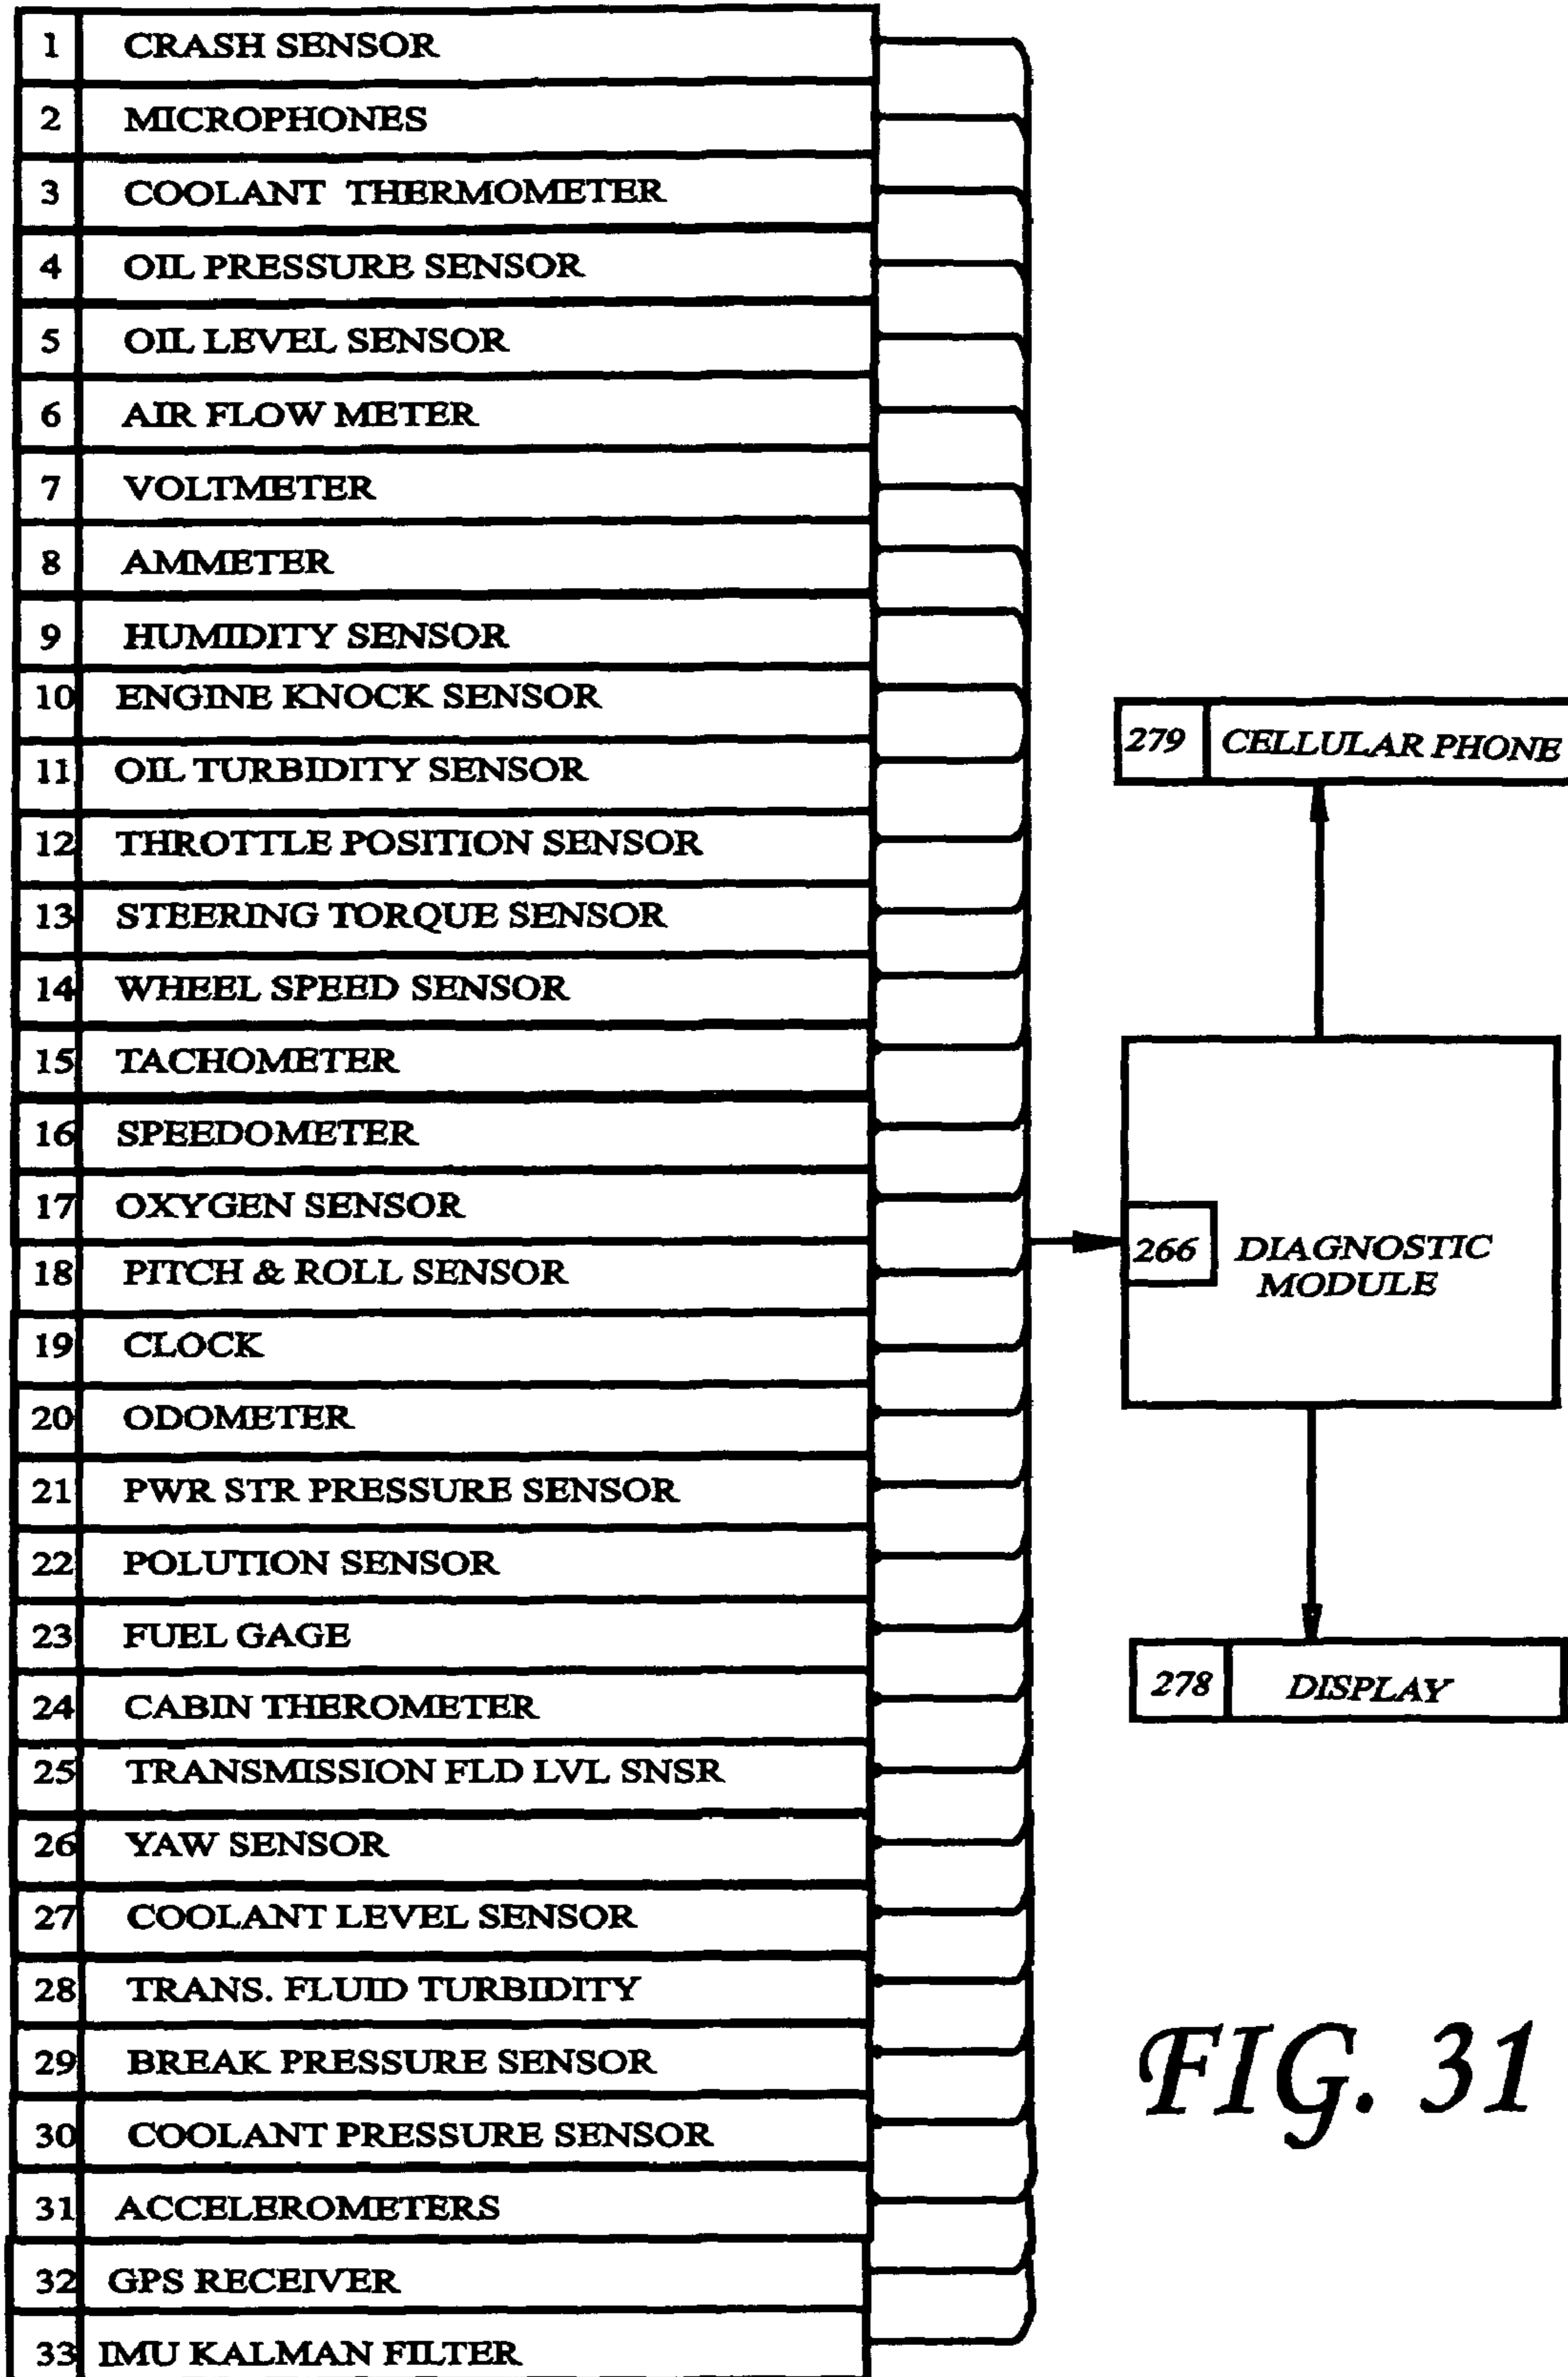 1 CRASH SENSOR
2 MICROPHONES
3 COOLANT THERMOMETER
4 OIL PRESSURE SENSOR
5 OIL LEVEL SENSOR
6 AIR FLOW METER
7 VOLTMETER
8 AMMETER
9 HUMIDITY SENSOR
10 ENGINE KNOCK SENSOR
11 OIL TURBIDITY SENSOR
12 THROTTLE POSITION SENSOR
13 STEERING TORQUE SENSOR
14 WHEEL SPEED SENSOR
15 TACHOMETER
16 SPEEDOMETER
17 OXYGEN SENSOR
18 PITCH & ROLL SENSOR
19 CLOCK
20 ODOMETER
21 PWR STR PRESSURE SENSOR
22 POLUTION SENSOR
23 FUEL GAGE
24 CABIN THEROMETER
25 TRANSMISSION FLD LVL SNSR
26 YAW SENSOR
27 COOLANT LEVEL SENSOR
28 TRANS. FLUID TURBIDITY
29 BREAK PRESSURE SENSOR
30 COOLANT PRESSURE SENSOR
31 ACCELEROMETERS
32 GPS RECEIVER
33 IMU KALMAN FILTER
279 CELLULAR PHONE
266 DIAGNOSTIC
MODULE
278 DISPLAY
FIG. 31